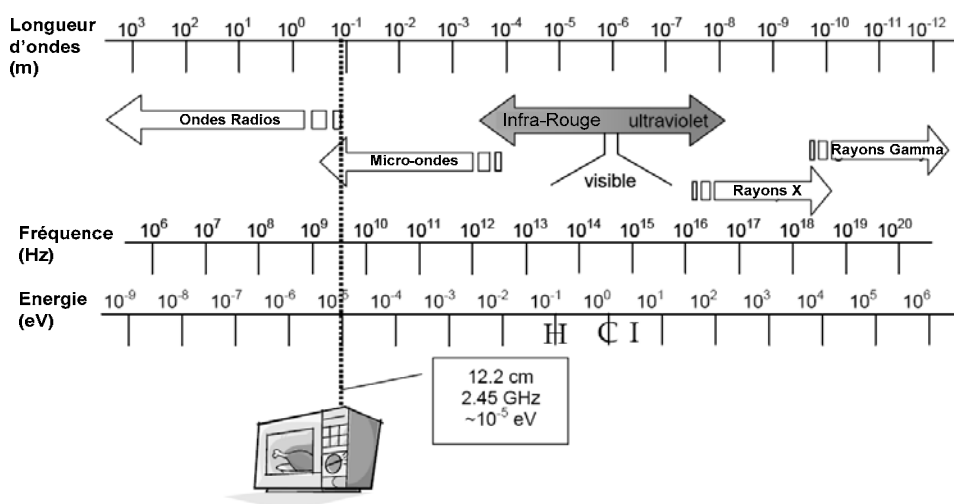 Longueur d'ondes (m)
10³ 10² 10¹ 10⁰ 10⁻¹ 10⁻² 10⁻³ 10⁻⁴ 10⁻⁵ 10⁻⁶ 10⁻⁷ 10⁻⁸ 10⁻⁹ 10⁻¹⁰ 10⁻¹¹ 10⁻¹²
Ondes Radios
Infra-Rouge ultraviolet
Micro-ondes
Rayons Gamma
visible
Rayons X
Fréquence (Hz)
10⁶ 10⁷ 10⁸ 10⁹ 10¹⁰ 10¹¹ 10¹² 10¹³ 10¹⁴ 10¹⁵ 10¹⁶ 10¹⁷ 10¹⁸ 10¹⁹ 10²⁰
Energie (eV)
10⁻⁹ 10⁻⁸ 10⁻⁷ 10⁻⁶ 10⁻⁵ 10⁻⁴ 10⁻³ 10⁻² 10⁻¹ 10⁰ 10¹ 10² 10³ 10⁴ 10⁵ 10⁶
H C I
12.2 cm
2.45 GHz
~10⁻⁵ eV